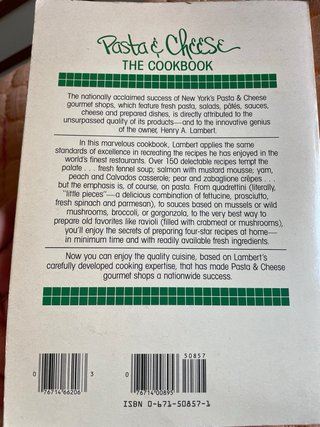 Pasta & Cheese
THE COOKBOOK
The nationally acclaimed success of New York's Pasta & Cheese
gourmet shops, which feature fresh pasta, salads, pâtés, sauces,
cheese and prepared dishes, is directly attributed to the
unsurpassed quality of its products—and to the innovative genius
of the owner, Henry A. Lambert.
In this marvelous cookbook, Lambert applies the same
standards of excellence in recreating the recipes he has enjoyed in the
world's finest restaurants. Over 150 delectable recipes tempt the
palate . . . fresh fennel soup; salmon with mustard mousse; yam,
peach and Calvados casserole; pear and zabaglione crêpes . . . .
but the emphasis is, of course, on pasta. From quadrettini (literally,
"little pieces"—a delicious combination of fettucine, prosciutto,
fresh spinach and parmesan), to sauces based on mussels or wild
mushrooms, broccoli, or gorgonzola, to the very best way to
prepare old favorites like ravioli (filled with crabmeat or mushrooms),
you'll enjoy the secrets of preparing four-star recipes at home—
in minimum time and with readily available fresh ingredients.
Now you can enjoy the quality cuisine, based on Lambert's
carefully developed cooking expertise, that has made Pasta & Cheese
gourmet shops a nationwide success.
50857
0 76714 66206 3
0 76714 00895
ISBN 0-671-50857-1